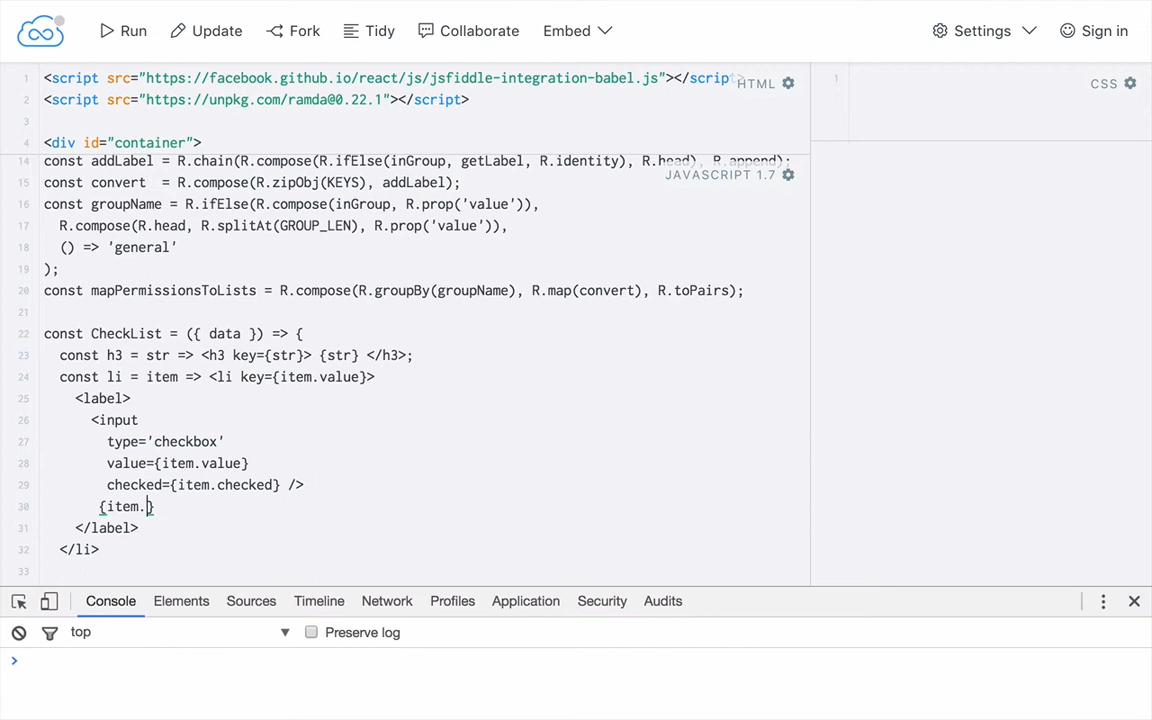 Run Update Fork Tidy Collaborate Embed Settings Sign in
1 <script src="https://facebook.github.io/react/js/jsfiddle-integration-babel.js"></script
HTML
1
CSS
2 <script src="https://unpkg.com/ramda@0.22.1"></script>
3
4 <div id="container">
14 const addLabel = R.chain(R.compose(R.ifElse(inGroup, getLabel, R.identity), R.head), R.append);
JAVASCRIPT 1.7
15 const convert  = R.compose(R.zipObj(KEYS), addLabel);
16 const groupName = R.ifElse(R.compose(inGroup, R.prop('value')),
17   R.compose(R.head, R.splitAt(GROUP_LEN), R.prop('value')),
18   () => 'general'
19 );
20 const mapPermissionsToLists = R.compose(R.groupBy(groupName), R.map(convert), R.toPairs);
21
22 const CheckList = ({ data }) => {
23   const h3 = str => <h3 key={str}> {str} </h3>;
24   const li = item => <li key={item.value}>
25     <label>
26       <input
27         type='checkbox'
28         value={item.value}
29         checked={item.checked} />
30        {item.}
31     </label>
32   </li>
33
Console Elements Sources Timeline Network Profiles Application Security Audits
top Preserve log
>